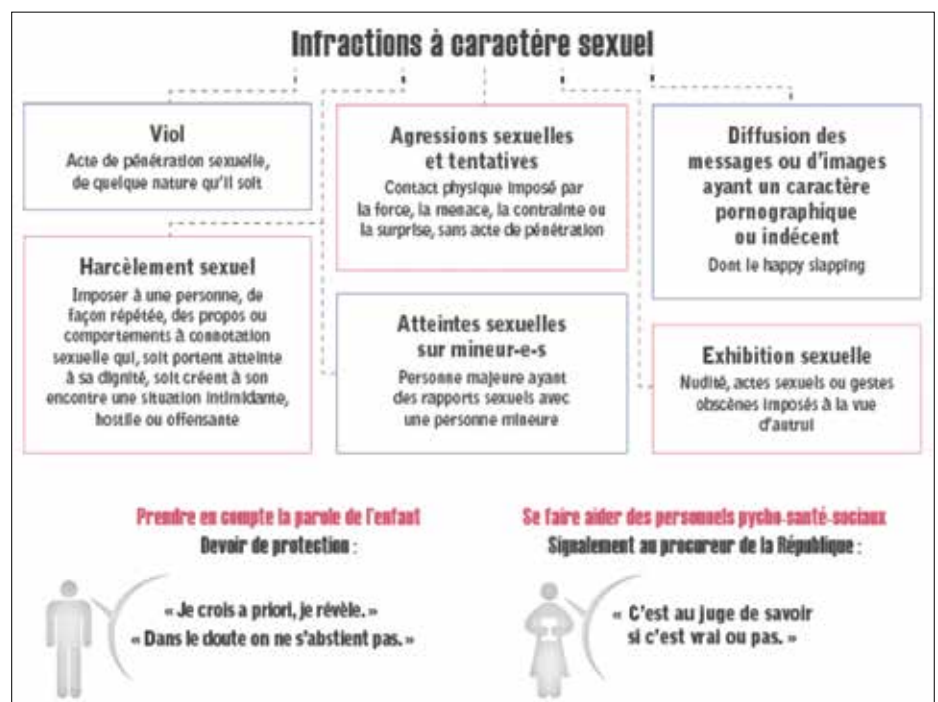 Infractions à caractère sexuel
Viol
Acte de pénétration sexuelle,
de quelque nature qu'il soit
Harcèlement sexuel
Imposer à une personne, de
façon répétée, des propos ou
comportements à connotation
sexuelle qui, soit portent atteinte
à sa dignité, soit créent à son
encontre une situation intimidante,
hostile ou offensante
Agressions sexuelles
et tentatives
Contact physique imposé par
la force, la menace, la contrainte ou
la surprise, sans acte de pénétration
Atteintes sexuelles
sur mineur-e-s
Personne majeure ayant
des rapports sexuels avec
une personne mineure
Diffusion des
messages ou d'images
ayant un caractère
pornographique
ou indécent
Dont le happy slapping
Exhibition sexuelle
Nudité, actes sexuels ou gestes
obscènes imposés à la vue
d'autrui
Prendre en compte la parole de l'enfant
Devoir de protection :
« Je crois a priori, je révèle. »
« Dans le doute on ne s'abstient pas. »
Se faire aider des personnels pycho-santé-sociaux
Signalement au procureur de la République :
« C'est au juge de savoir
si c'est vrai ou pas. »